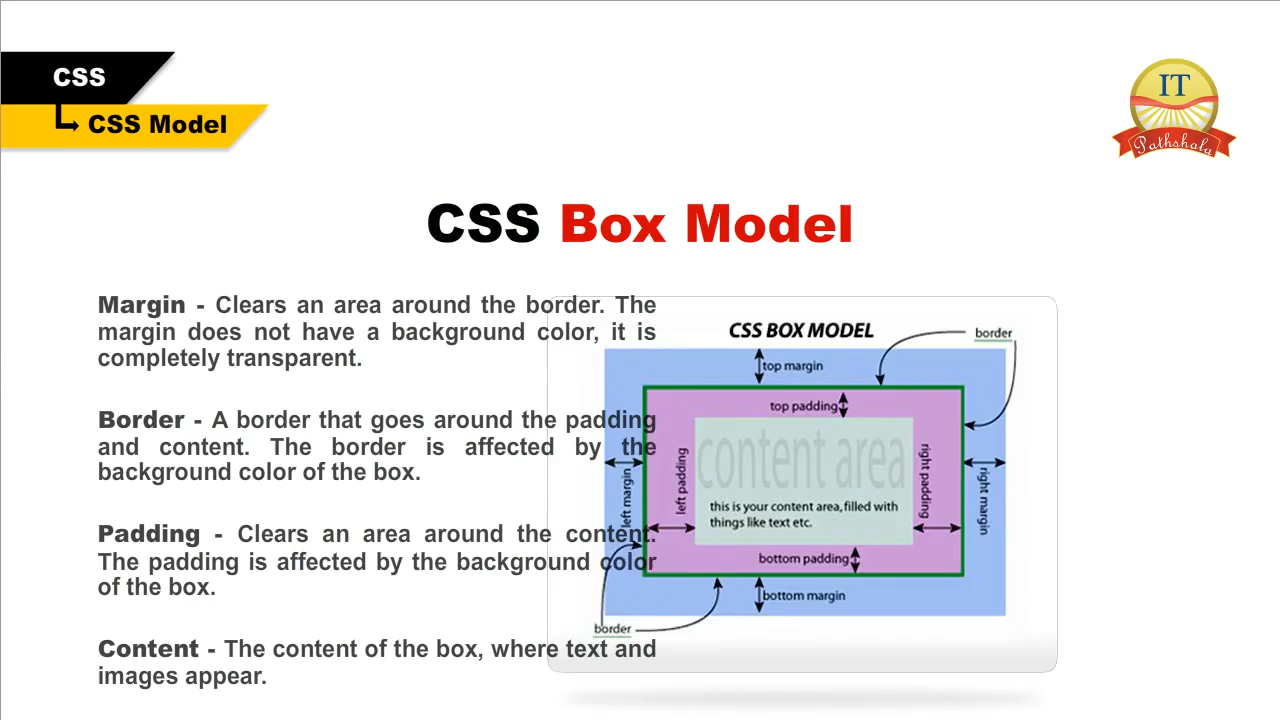 CSS
CSS Model
IT
Pathshala
CSS Box Model
Margin - Clears an area around the border. The
margin does not have a background color, it is
completely transparent.
Border - A border that goes around the padding
and content. The border is affected by the
background color of the box.
Padding - Clears an area around the content.
The padding is affected by the background color
of the box.
Content - The content of the box, where text and
images appear.
CSS BOX MODEL
border
top margin
top padding
content area
left margin
left padding
right padding
right margin
this is your content area, filled with
things like text etc.
bottom padding
bottom margin
border